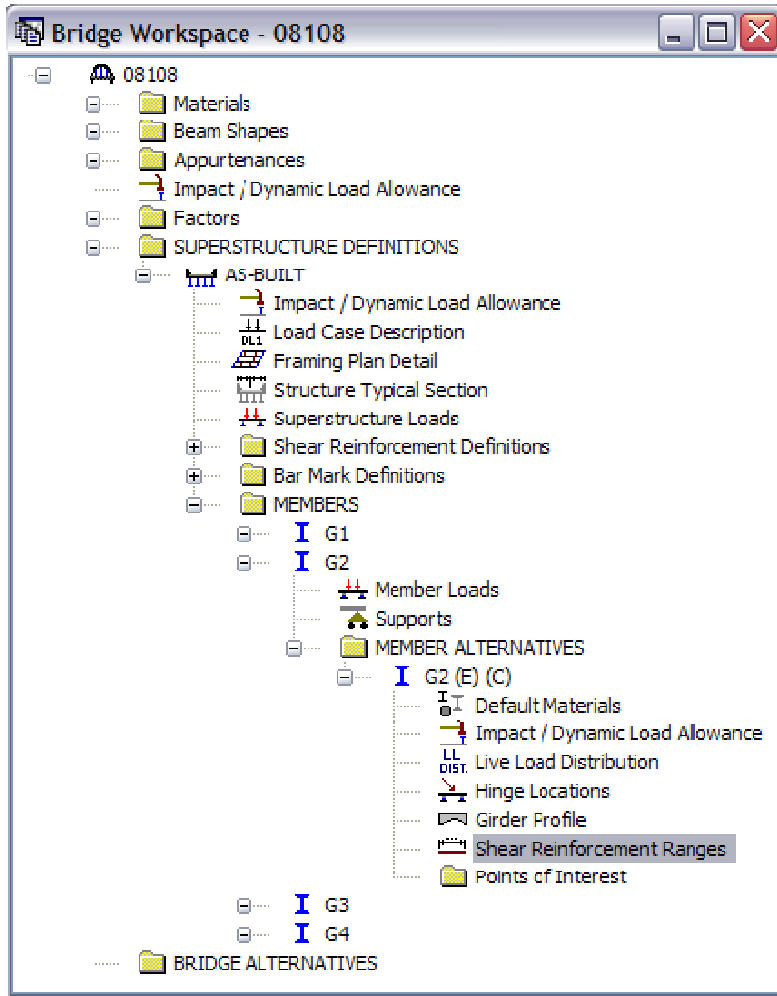 Bridge Workspace - 08108
08108
Materials
Beam Shapes
Appurtenances
Impact / Dynamic Load Allowance
Factors
SUPERSTRUCTURE DEFINITIONS
AS-BUILT
Impact / Dynamic Load Allowance
DL1 Load Case Description
Framing Plan Detail
Structure Typical Section
Superstructure Loads
Shear Reinforcement Definitions
Bar Mark Definitions
MEMBERS
G1
G2
Member Loads
Supports
MEMBER ALTERNATIVES
G2 (E) (C)
Default Materials
Impact / Dynamic Load Allowance
LL DIST. Live Load Distribution
Hinge Locations
Girder Profile
Shear Reinforcement Ranges
Points of Interest
G3
G4
BRIDGE ALTERNATIVES